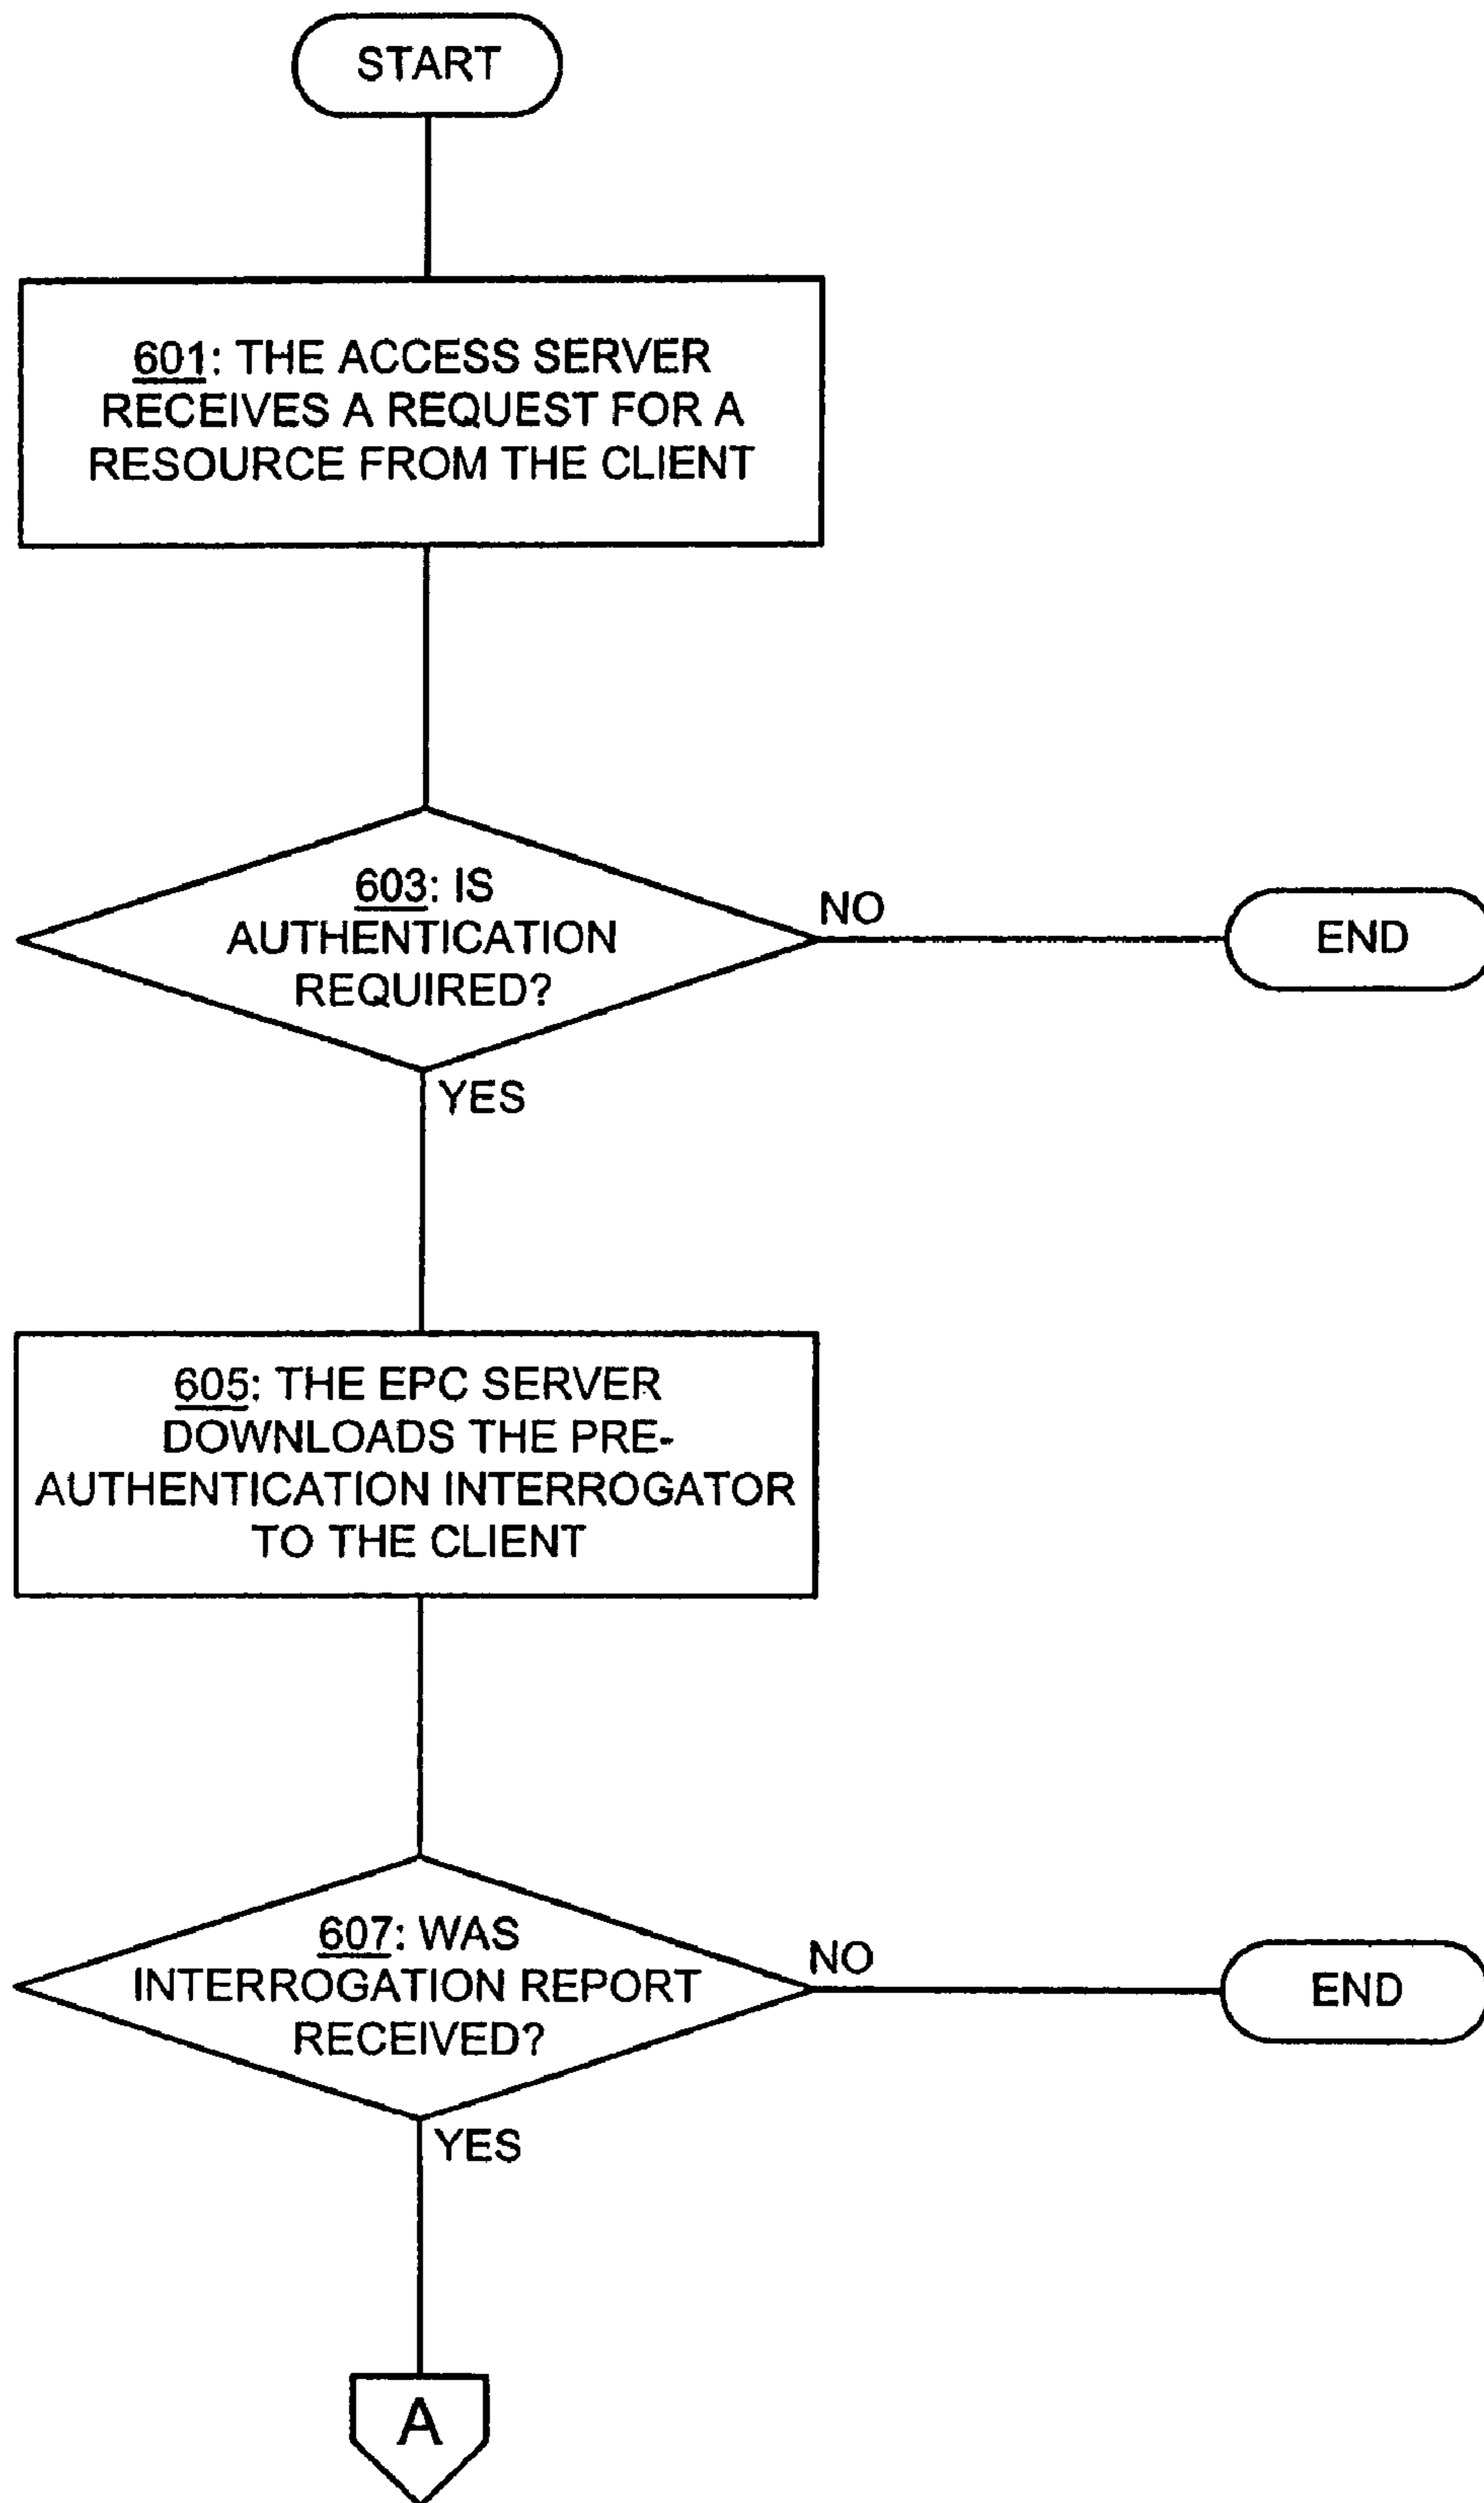 START
601: THE ACCESS SERVER
RECEIVES A REQUEST FOR A
RESOURCE FROM THE CLIENT
603: IS
AUTHENTICATION
REQUIRED?
NO
END
YES
605: THE EPC SERVER
DOWNLOADS THE PRE-
AUTHENTICATION INTERROGATOR
TO THE CLIENT
607: WAS
INTERROGATION REPORT
RECEIVED?
NO
END
YES
A